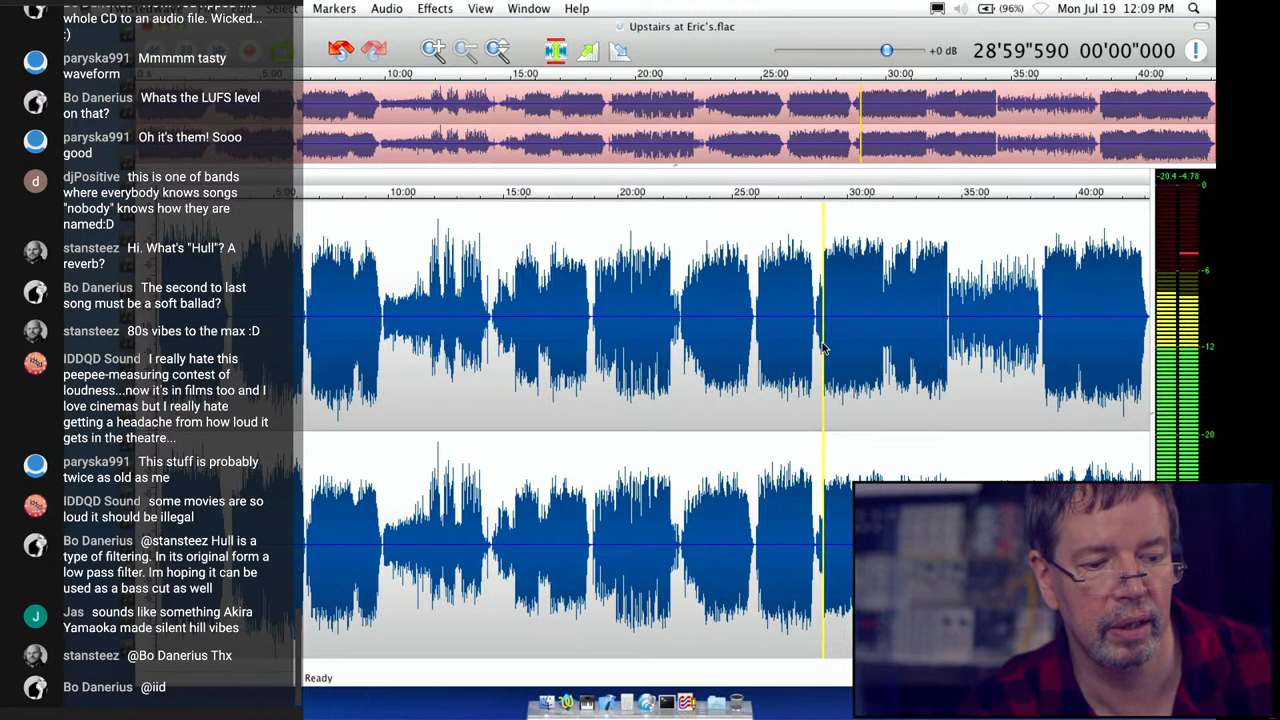 Markers Audio Effects View Window Help (96%) Mon Jul 19 12:09 PM
Upstairs at Eric's.flac
+0 dB 28'59"590 00'00"000
5:00 10:00 15:00 20:00 25:00 30:00 35:00 40:00
5:00 10:00 15:00 20:00 25:00 30:00 35:00 40:00
-20.4 -4.78
0
-6
-12
-20
Ready
whole CD to an audio file. Wicked...
:)
paryska991 Mmmm tasty
waveform
Bo Danerius Whats the LUFS level
on that?
paryska991 Oh it's them! Sooo
good
djPositive this is one of bands
where everybody knows songs
"nobody" knows how they are
named:D
stansteez Hi. What's "Hull"? A
reverb?
Bo Danerius The second to last
song must be a soft ballad?
stansteez 80s vibes to the max :D
IDDQD Sound I really hate this
peepee-measuring contest of
loudness...now it's in films too and I
love cinemas but I really hate
getting a headache from how loud it
gets in the theatre...
paryska991 This stuff is probably
twice as old as me
IDDQD Sound some movies are so
loud it should be illegal
Bo Danerius @stansteez Hull is a
type of filtering. In its original form a
low pass filter. Im hoping it can be
used as a bass cut as well
Jas sounds like something Akira
Yamaoka made silent hill vibes
stansteez @Bo Danerius Thx
Bo Danerius @iid